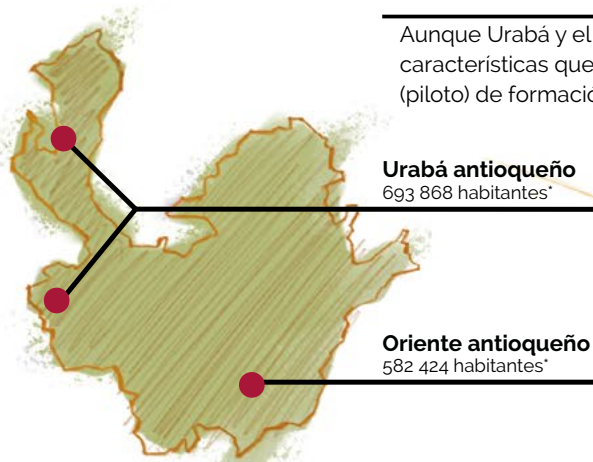 Aunque Urabá y el
características que
(piloto) de formació
Urabá antioqueño
693 868 habitantes*
Oriente antioqueño
582 424 habitantes*